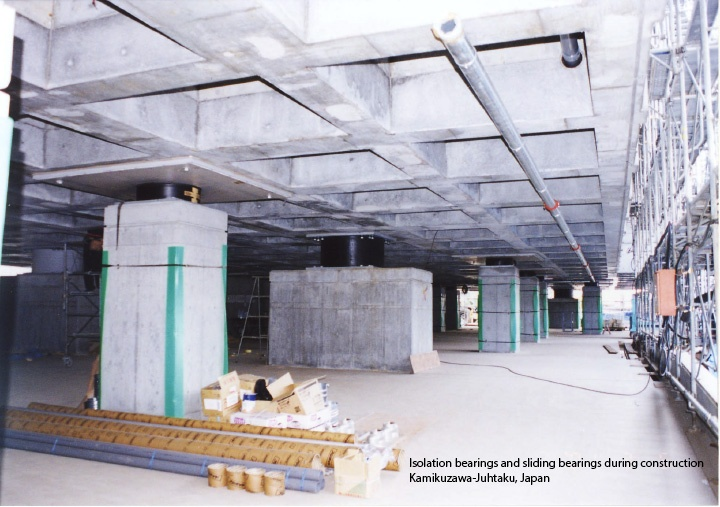 Isolation bearings and sliding bearings during construction
Kamikuzawa-Juhtaku, Japan